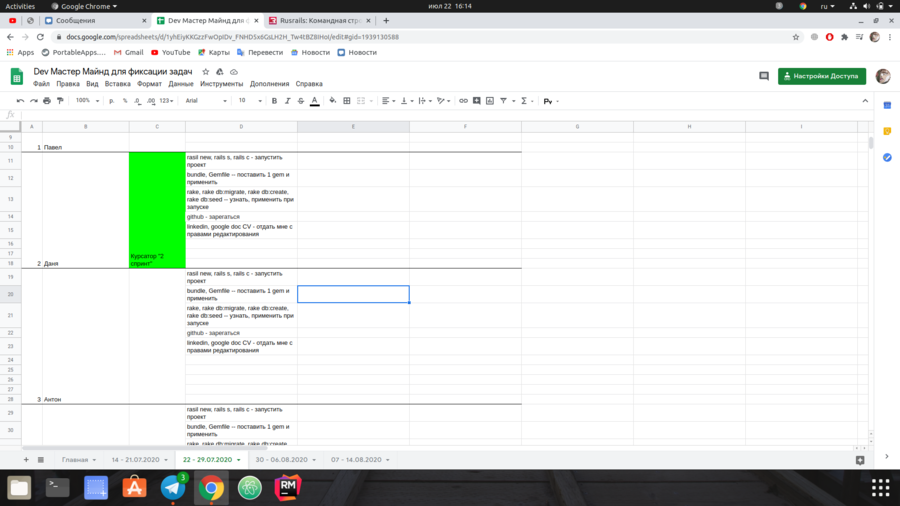 Activities
Google Chrome
июл 22 16:14
ru
Сообщения
Dev Мастер Майнд для ф
Rusrails: Командная стр
docs.google.com/spreadsheets/d/1yhEiyKKGzzFwOpIDv_FNHD5x6QsLH2H_Tw4tBZ8IHoI/edit#gid=1939130588
Apps
PortableApps....
Gmail
YouTube
Карты
Перевести
Новости
Новости
Dev Мастер Майнд для фиксации задач
Файл Правка Вид Вставка Формат Данные Инструменты Дополнения Справка
Настройки Доступа
100% р. % .0 .00 123 Arial 10
fx
A B C D E F G H I
9
10 1 Павел
11 rasil new, rails s, rails c - запустить
проект
12 bundle, Gemfile -- поставить 1 gem и
применить
13 rake, rake db:migrate, rake db:create,
rake db:seed -- узнать, применить при
запуске
14 github - зарегаться
15 linkedin, google doc CV - отдать мне с
правами редактирования
16
17
18 2 Даня Курсатор "2
спринт"
19 rasil new, rails s, rails c - запустить
проект
20 bundle, Gemfile -- поставить 1 gem и
применить
21 rake, rake db:migrate, rake db:create,
rake db:seed -- узнать, применить при
запуске
22 github - зарегаться
23 linkedin, google doc CV - отдать мне с
правами редактирования
24
25
26
27
28 3 Антон
29 rasil new, rails s, rails c - запустить
проект
30 bundle, Gemfile -- поставить 1 gem и
применить
rake, rake db:migrate, rake db:create,
Главная
14 - 21.07.2020
22 - 29.07.2020
30 - 06.08.2020
07 - 14.08.2020
3
RM